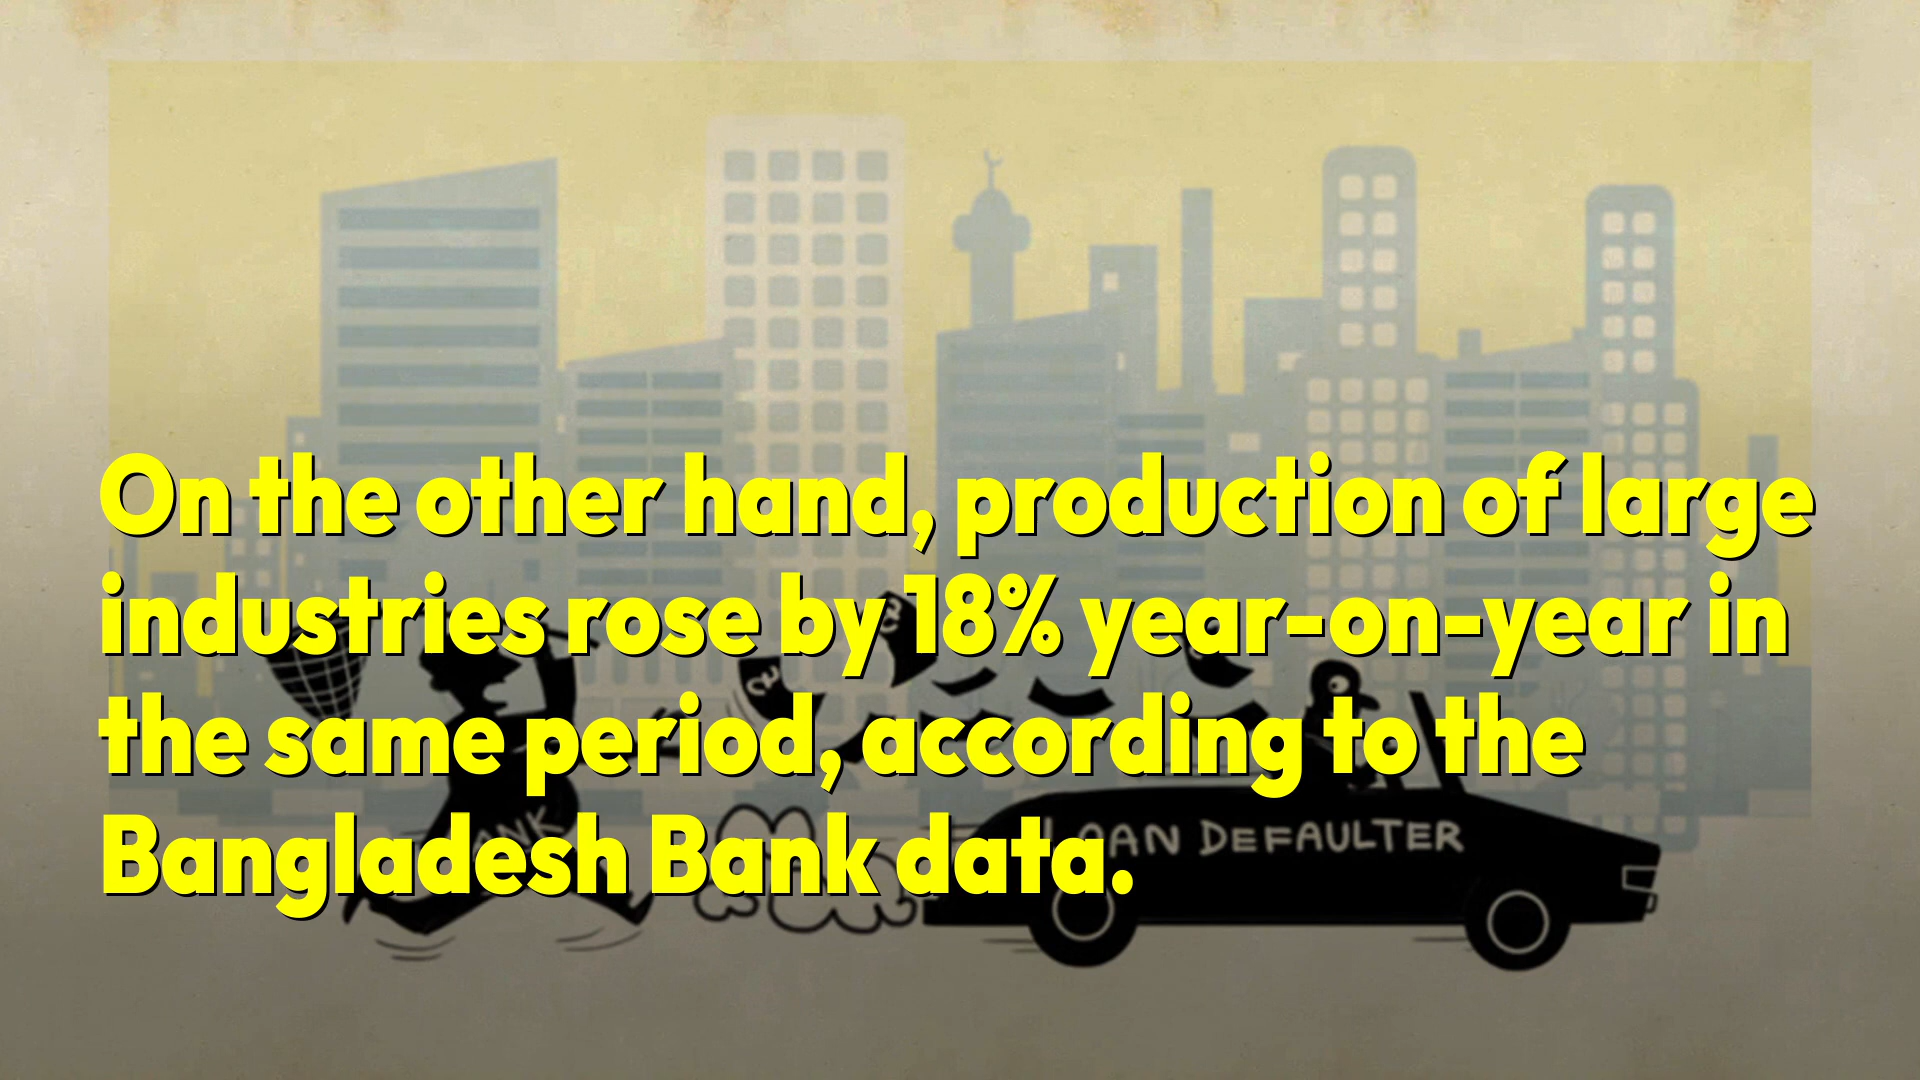 On the other hand, production of large
industries rose by 18% year-on-year in
the same period, according to the
Bangladesh Bank data.
DEFAULTER